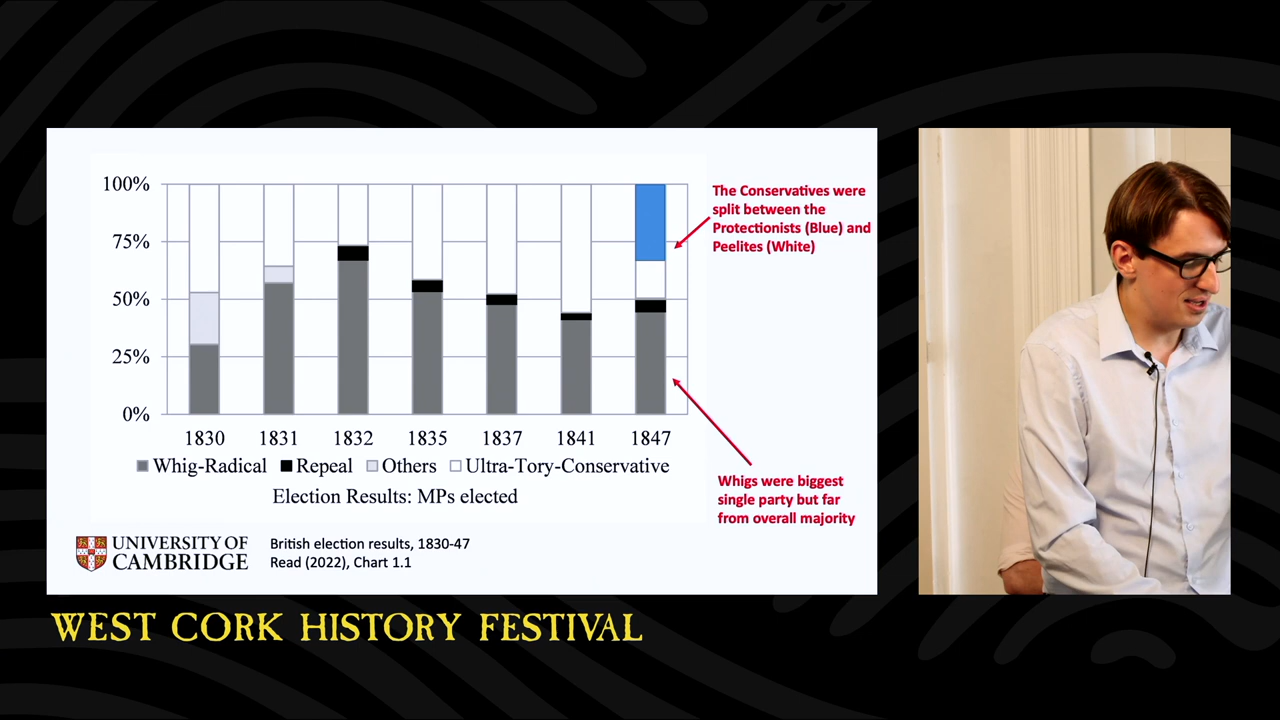 100%
75%
50%
25%
0%
1830 1831 1832 1835 1837 1841 1847
Whig-Radical Repeal Others Ultra-Tory-Conservative
Election Results: MPs elected
The Conservatives were
split between the
Protectionists (Blue) and
Peelites (White)
Whigs were biggest
single party but far
from overall majority
UNIVERSITY OF
CAMBRIDGE
British election results, 1830-47
Read (2022), Chart 1.1
WEST CORK HISTORY FESTIVAL